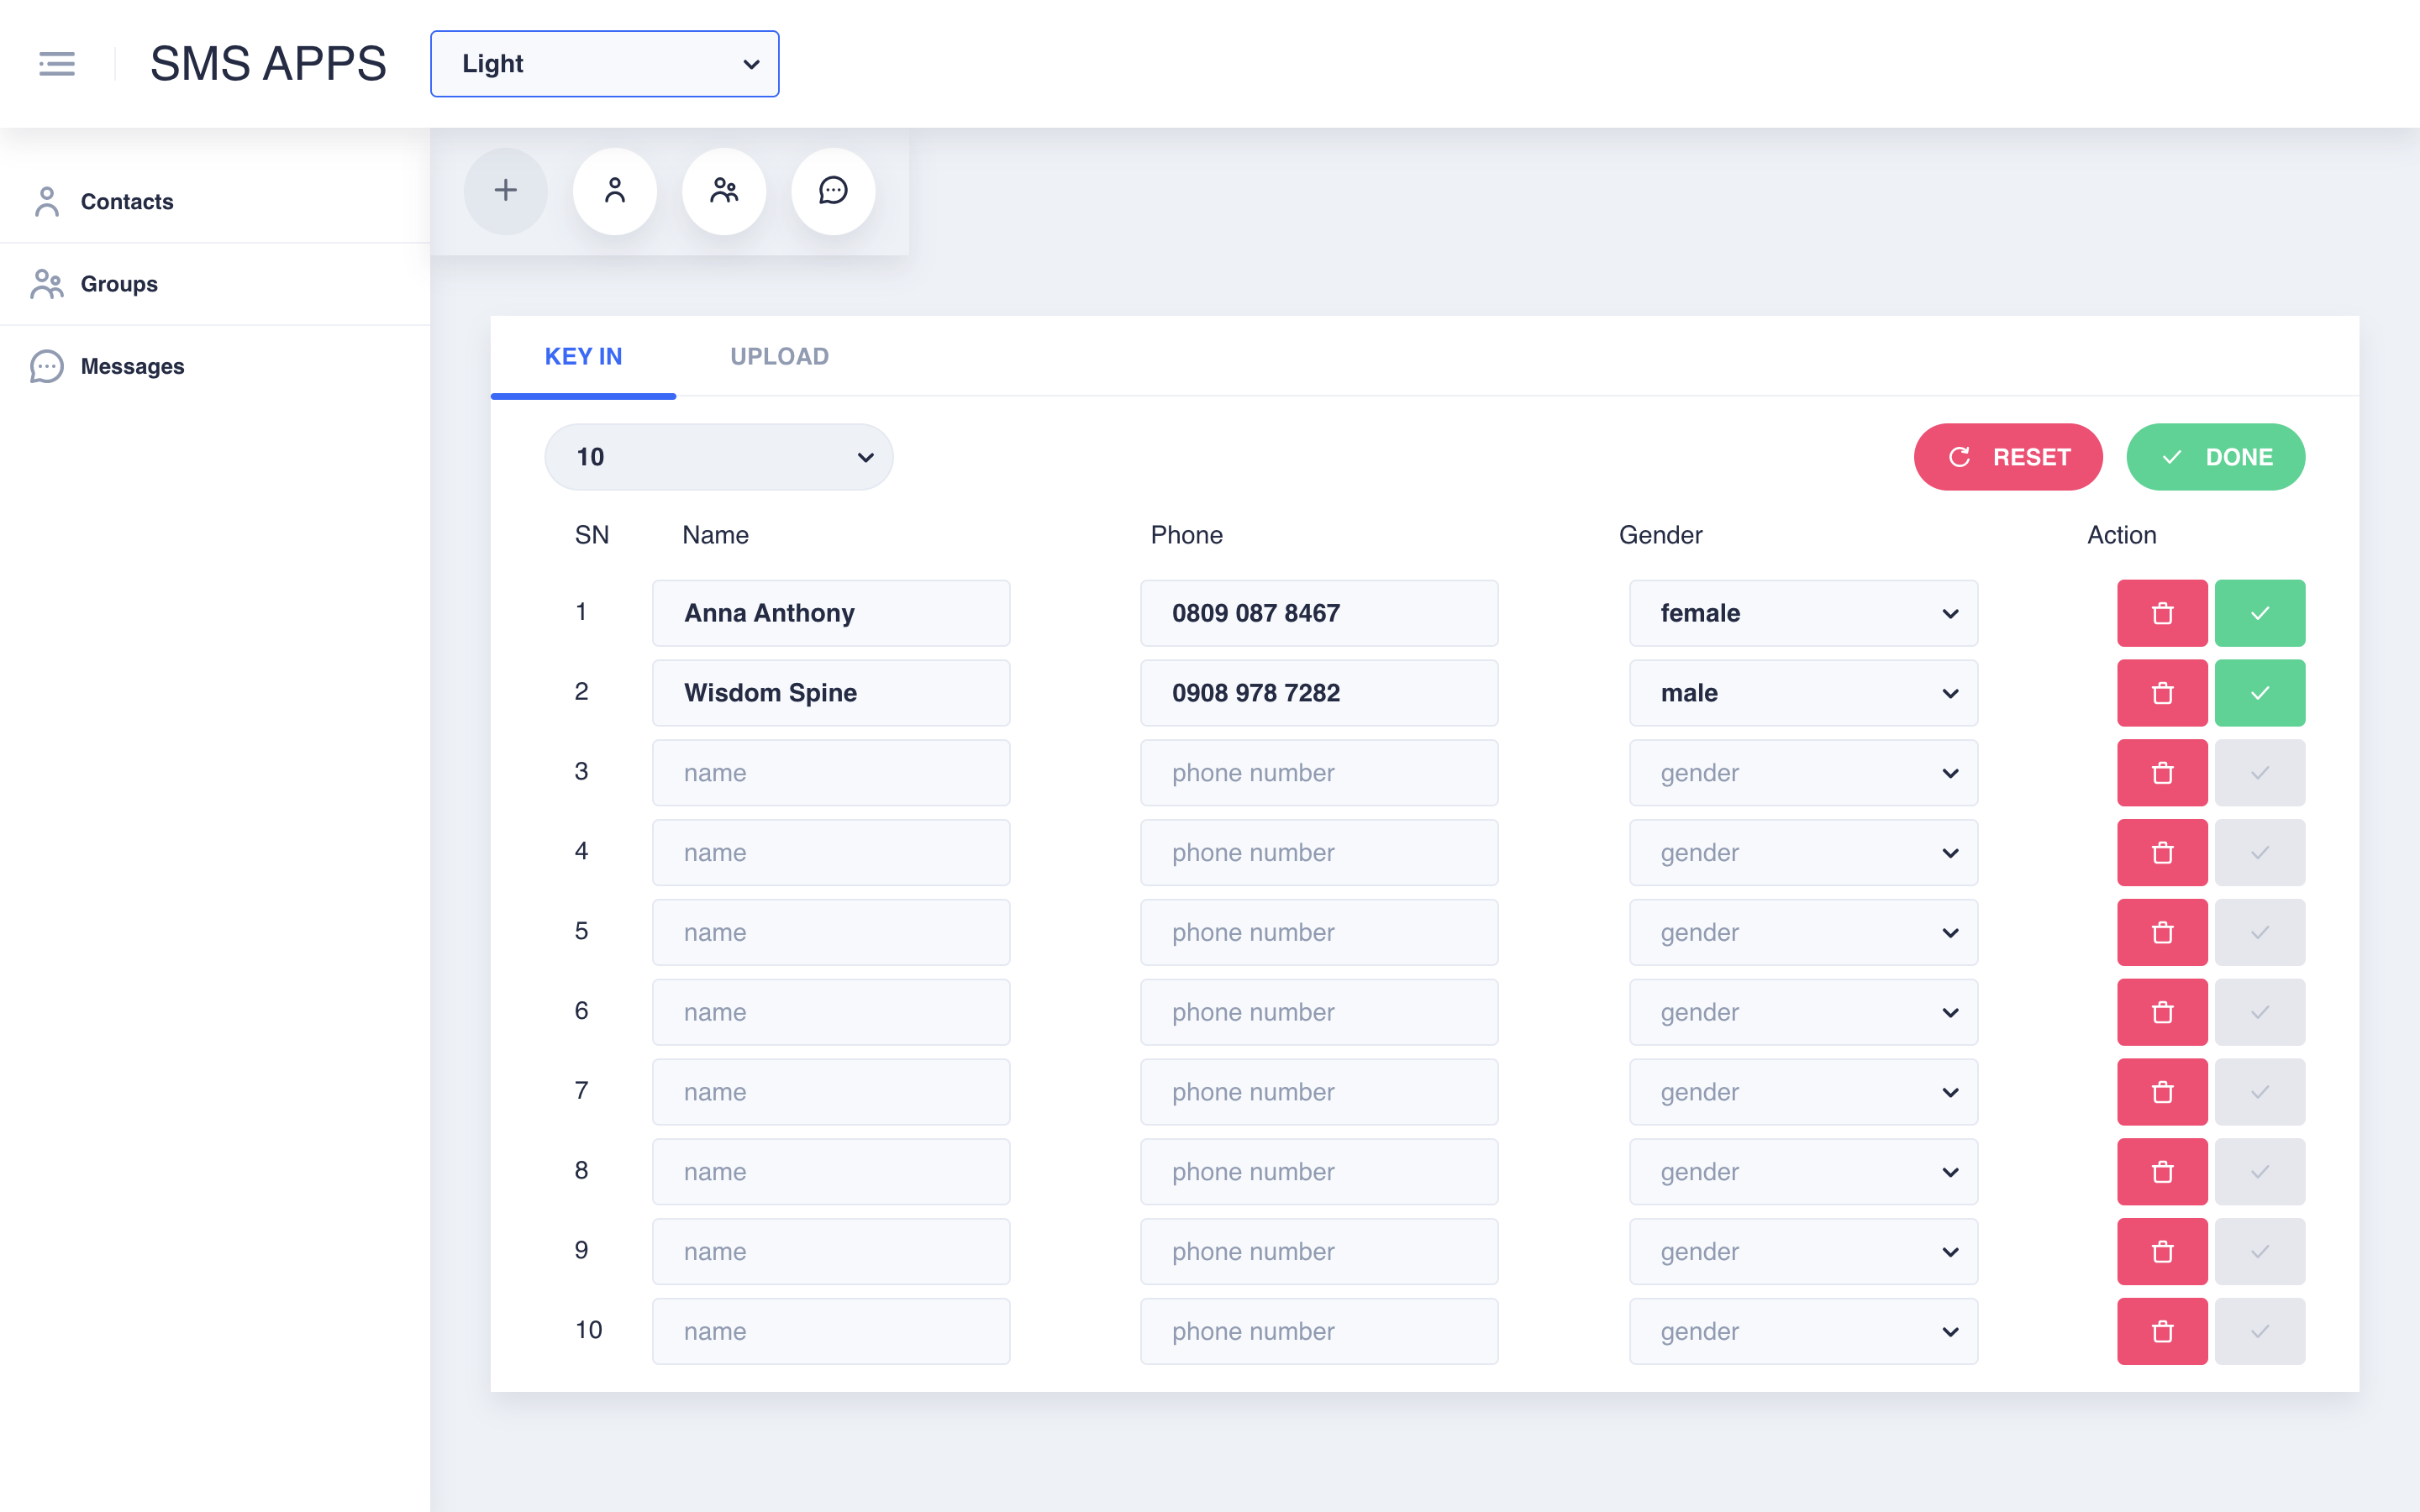 SMS APPS Light
Contacts
Groups
Messages
KEY IN UPLOAD
10 RESET DONE
SN Name Phone Gender Action
1 Anna Anthony 0809 087 8467 female
2 Wisdom Spine 0908 978 7282 male
3 name phone number gender
4 name phone number gender
5 name phone number gender
6 name phone number gender
7 name phone number gender
8 name phone number gender
9 name phone number gender
10 name phone number gender